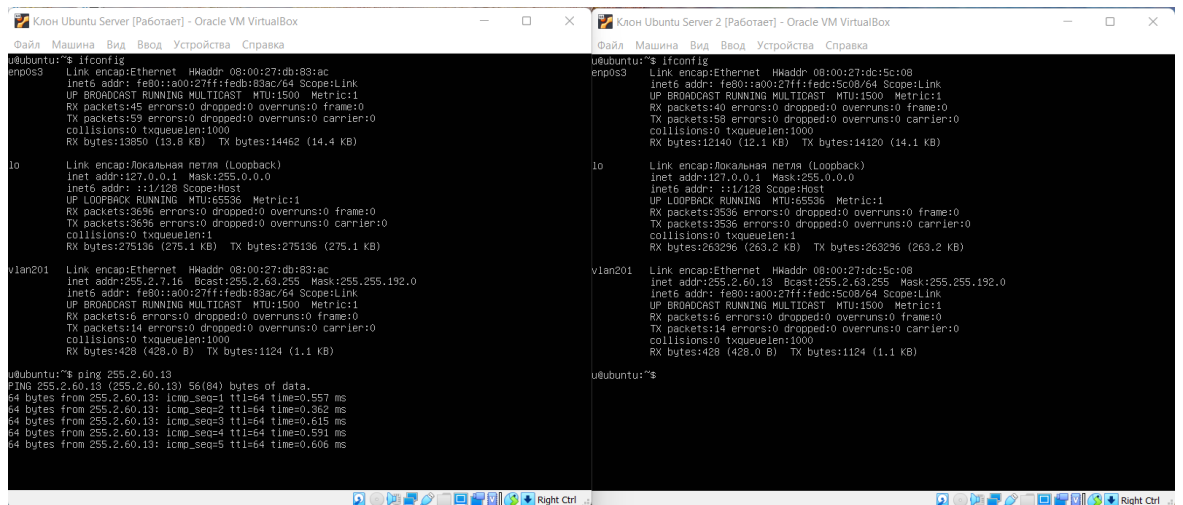 Клон Ubuntu Server [Работает] - Oracle VM VirtualBox
Файл Машина Вид Ввод Устройства Справка
u@ubuntu:~$ ifconfig
enp0s3 Link encap:Ethernet HWaddr 08:00:27:db:83:ac
inet6 addr: fe80::a00:27ff:fedb:83ac/64 Scope:Link
UP BROADCAST RUNNING MULTICAST MTU:1500 Metric:1
RX packets:45 errors:0 dropped:0 overruns:0 frame:0
TX packets:59 errors:0 dropped:0 overruns:0 carrier:0
collisions:0 txqueuelen:1000
RX bytes:13850 (13.8 KB) TX bytes:14462 (14.4 KB)
lo Link encap:Локальная петля (Loopback)
inet addr:127.0.0.1 Mask:255.0.0.0
inet6 addr: ::1/128 Scope:Host
UP LOOPBACK RUNNING MTU:65536 Metric:1
RX packets:3696 errors:0 dropped:0 overruns:0 frame:0
TX packets:3696 errors:0 dropped:0 overruns:0 carrier:0
collisions:0 txqueuelen:1
RX bytes:275136 (275.1 KB) TX bytes:275136 (275.1 KB)
vlan201 Link encap:Ethernet HWaddr 08:00:27:db:83:ac
inet addr:255.2.7.16 Bcast:255.2.63.255 Mask:255.255.192.0
inet6 addr: fe80::a00:27ff:fedb:83ac/64 Scope:Link
UP BROADCAST RUNNING MULTICAST MTU:1500 Metric:1
RX packets:6 errors:0 dropped:0 overruns:0 frame:0
TX packets:14 errors:0 dropped:0 overruns:0 carrier:0
collisions:0 txqueuelen:1000
RX bytes:428 (428.0 B) TX bytes:1124 (1.1 KB)
u@ubuntu:~$ ping 255.2.60.13
PING 255.2.60.13 (255.2.60.13) 56(84) bytes of data.
64 bytes from 255.2.60.13: icmp_seq=1 ttl=64 time=0.557 ms
64 bytes from 255.2.60.13: icmp_seq=2 ttl=64 time=0.362 ms
64 bytes from 255.2.60.13: icmp_seq=3 ttl=64 time=0.615 ms
64 bytes from 255.2.60.13: icmp_seq=4 ttl=64 time=0.591 ms
64 bytes from 255.2.60.13: icmp_seq=5 ttl=64 time=0.606 ms
Right Ctrl
Клон Ubuntu Server 2 [Работает] - Oracle VM VirtualBox
Файл Машина Вид Ввод Устройства Справка
u@ubuntu:~$ ifconfig
enp0s3 Link encap:Ethernet HWaddr 08:00:27:dc:5c:08
inet6 addr: fe80::a00:27ff:fedc:5c08/64 Scope:Link
UP BROADCAST RUNNING MULTICAST MTU:1500 Metric:1
RX packets:40 errors:0 dropped:0 overruns:0 frame:0
TX packets:58 errors:0 dropped:0 overruns:0 carrier:0
collisions:0 txqueuelen:1000
RX bytes:12140 (12.1 KB) TX bytes:14120 (14.1 KB)
lo Link encap:Локальная петля (Loopback)
inet addr:127.0.0.1 Mask:255.0.0.0
inet6 addr: ::1/128 Scope:Host
UP LOOPBACK RUNNING MTU:65536 Metric:1
RX packets:3536 errors:0 dropped:0 overruns:0 frame:0
TX packets:3536 errors:0 dropped:0 overruns:0 carrier:0
collisions:0 txqueuelen:1
RX bytes:263296 (263.2 KB) TX bytes:263296 (263.2 KB)
vlan201 Link encap:Ethernet HWaddr 08:00:27:dc:5c:08
inet addr:255.2.60.13 Bcast:255.2.63.255 Mask:255.255.192.0
inet6 addr: fe80::a00:27ff:fedc:5c08/64 Scope:Link
UP BROADCAST RUNNING MULTICAST MTU:1500 Metric:1
RX packets:6 errors:0 dropped:0 overruns:0 frame:0
TX packets:14 errors:0 dropped:0 overruns:0 carrier:0
collisions:0 txqueuelen:1000
RX bytes:428 (428.0 B) TX bytes:1124 (1.1 KB)
u@ubuntu:~$
Right Ctrl